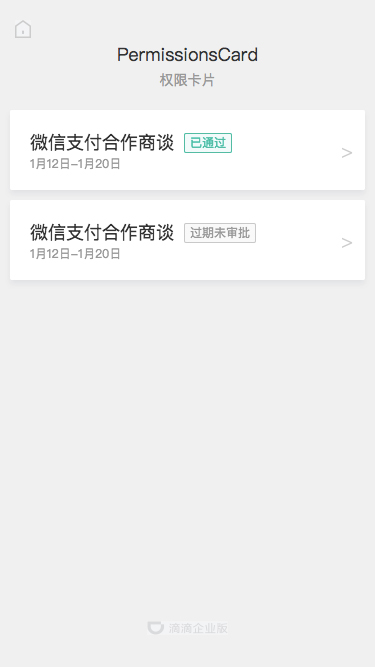 PermissionsCard
权限卡片
微信支付合作商谈 已通过
1月12日-1月20日
>
微信支付合作商谈 过期未审批
1月12日-1月20日
>
滴滴企业版